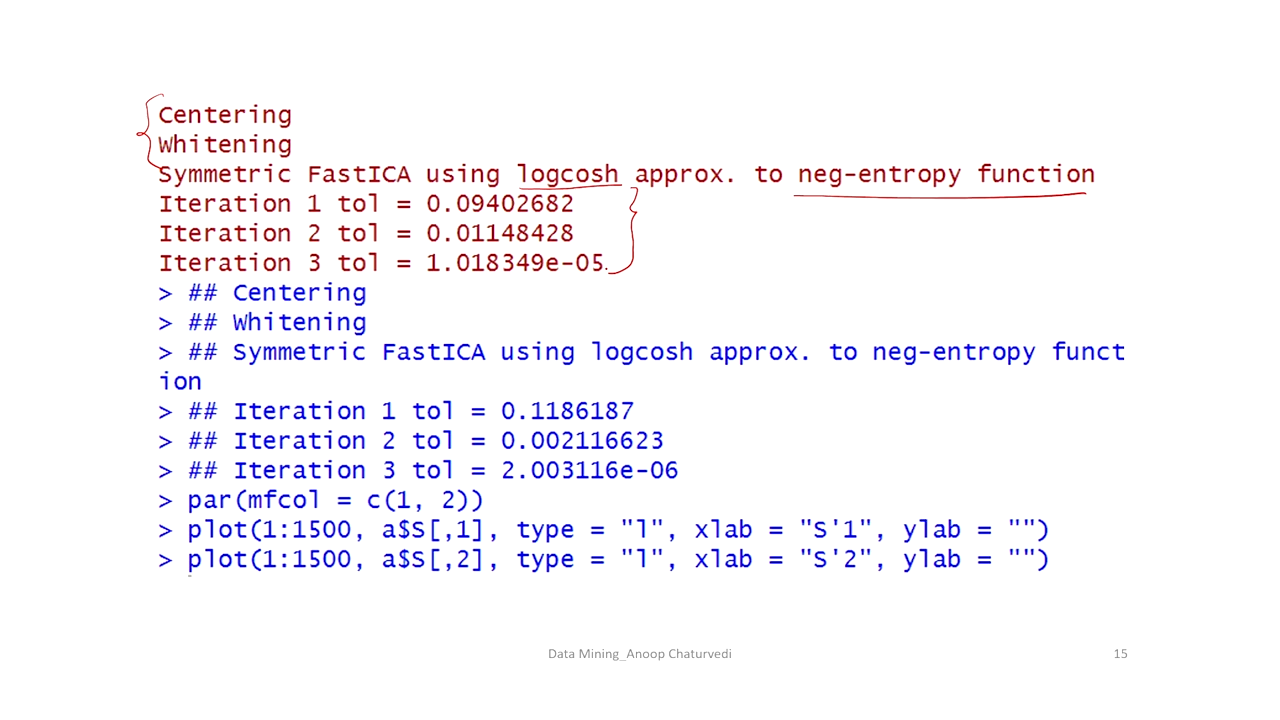 Centering
Whitening
Symmetric FastICA using logcosh approx. to neg-entropy function
Iteration 1 tol = 0.09402682
Iteration 2 tol = 0.01148428
Iteration 3 tol = 1.018349e-05
> ## Centering
> ## Whitening
> ## Symmetric FastICA using logcosh approx. to neg-entropy funct
ion
> ## Iteration 1 tol = 0.1186187
> ## Iteration 2 tol = 0.002116623
> ## Iteration 3 tol = 2.003116e-06
> par(mfcol = c(1, 2))
> plot(1:1500, a$S[,1], type = "l", xlab = "S'1", ylab = "")
> plot(1:1500, a$S[,2], type = "l", xlab = "S'2", ylab = "")
Data Mining_Anoop Chaturvedi
15